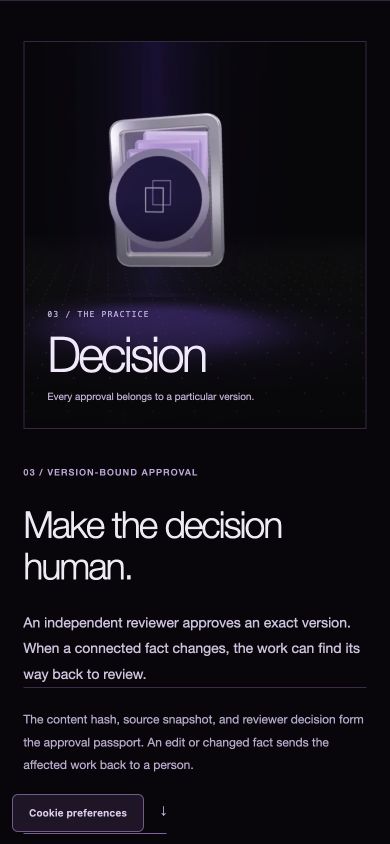 03 / THE PRACTICE
Decision
Every approval belongs to a particular version.
03 / VERSION-BOUND APPROVAL
Make the decision
human.
An independent reviewer approves an exact version.
When a connected fact changes, the work can find its
way back to review.
The content hash, source snapshot, and reviewer decision form
the approval passport. An edit or changed fact sends the
affected work back to a person.
Cookie preferences
↓